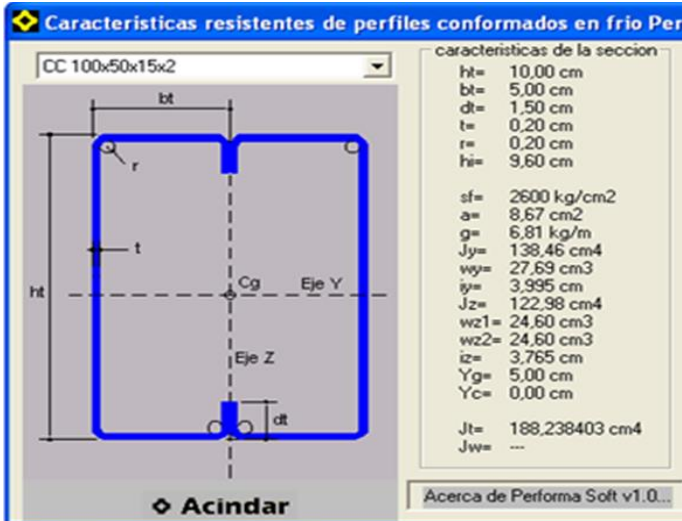 Caracteristicas resistentes de perfiles conformados en frio Per
CC 100x50x15x2
bt
r
t
ht
Cg
Eje Y
Eje Z
dt
Acindar
caracteristicas de la seccion
ht= 10,00 cm
bt= 5,00 cm
dt= 1,50 cm
t= 0,20 cm
r= 0,20 cm
hi= 9,60 cm
sf= 2600 kg/cm2
a= 8,67 cm2
g= 6,81 kg/m
Jy= 138,46 cm4
wy= 27,69 cm3
iy= 3,995 cm
Jz= 122,98 cm4
wz1= 24,60 cm3
wz2= 24,60 cm3
iz= 3,765 cm
Yg= 5,00 cm
Yc= 0,00 cm
Jt= 188,238403 cm4
Jw= ---
Acerca de Performa Soft v1.0...